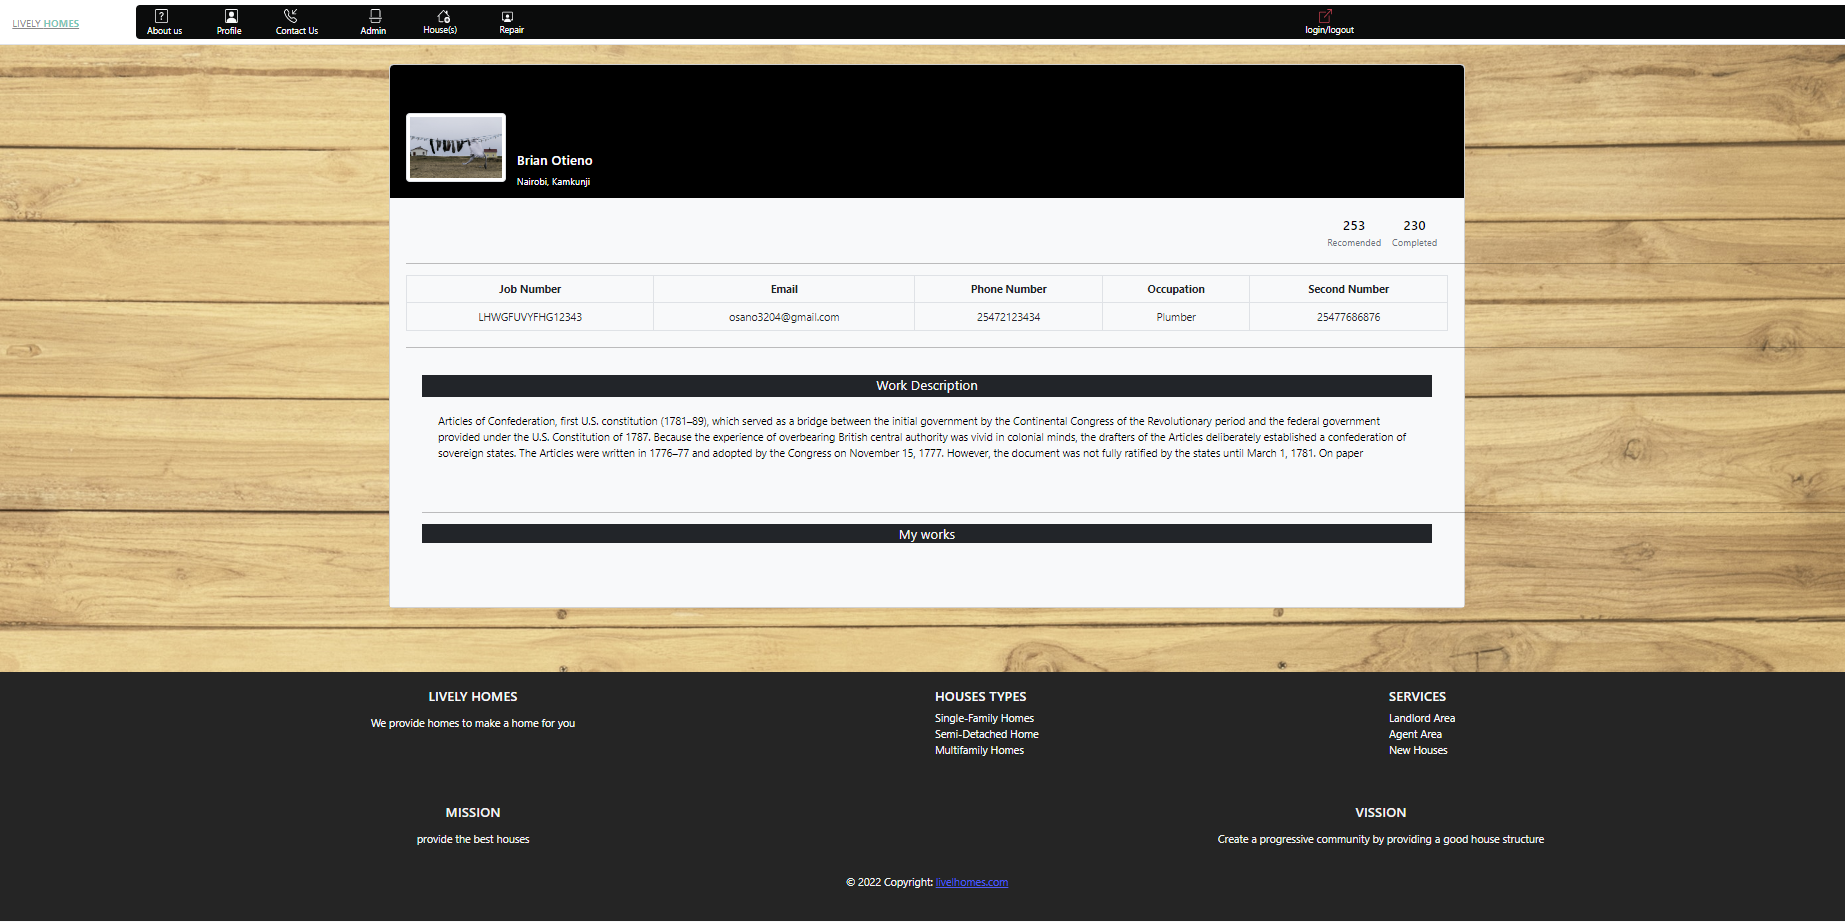 LIVELY HOMES
About us
Profile
Contact Us
Admin
House(s)
Repair
login/logout
Brian Otieno
Nairobi, Kamkunji
253
230
Recomended
Completed
Job Number
Email
Phone Number
Occupation
Second Number
LHWGFUVYFHG12343
osano3204@gmail.com
25472123434
Plumber
25477686876
Work Description
Articles of Confederation, first U.S. constitution (1781–89), which served as a bridge between the initial government by the Continental Congress of the Revolutionary period and the federal government
provided under the U.S. Constitution of 1787. Because the experience of overbearing British central authority was vivid in colonial minds, the drafters of the Articles deliberately established a confederation of
sovereign states. The Articles were written in 1776–77 and adopted by the Congress on November 15, 1777. However, the document was not fully ratified by the states until March 1, 1781. On paper
My works
LIVELY HOMES
We provide homes to make a home for you
HOUSES TYPES
Single-Family Homes
Semi-Detached Home
Multifamily Homes
SERVICES
Landlord Area
Agent Area
New Houses
MISSION
provide the best houses
VISSION
Create a progressive community by providing a good house structure
© 2022 Copyright: livelhomes.com